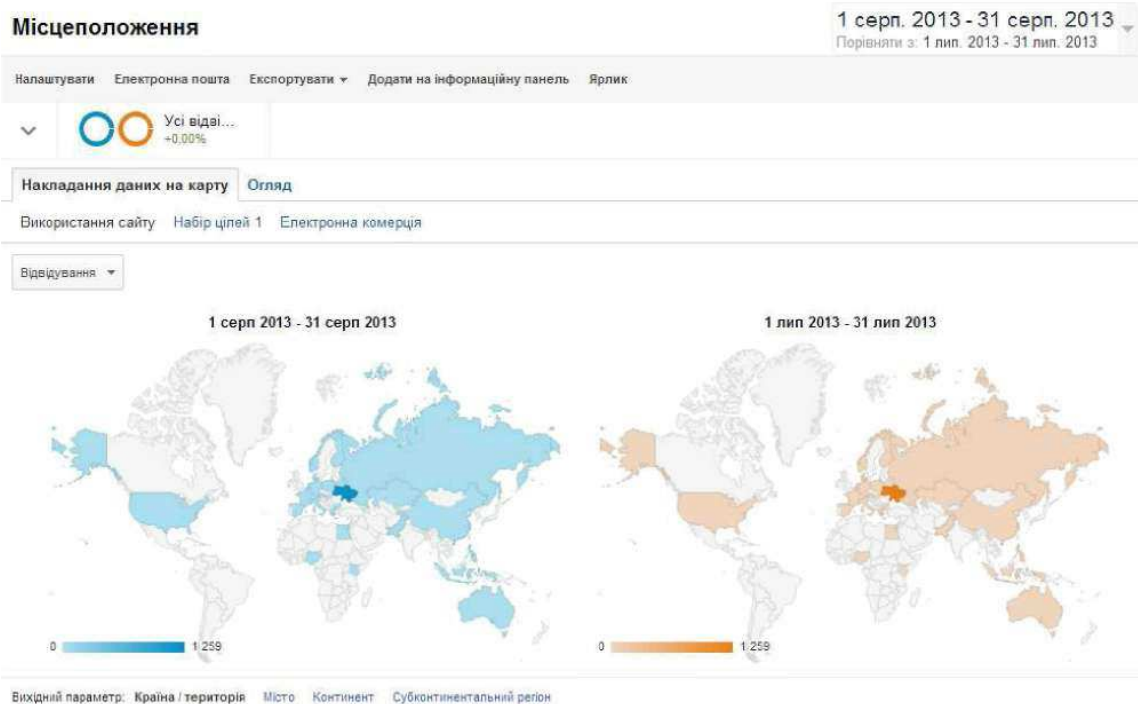 Місцеположення
1 серп. 2013 - 31 серп. 2013
Порівняти з: 1 лип. 2013 - 31 лип. 2013
Налаштувати Електронна пошта Експортувати Додати на інформаційну панель Ярлик
Усі відві...
+0,00%
Накладання даних на карту Огляд
Використання сайту Набір цілей 1 Електронна комерція
Відвідування
1 серп 2013 - 31 серп 2013
1 лип 2013 - 31 лип 2013
0 1 259
0 1 259
Вихідний параметр: Країна / територія Місто Континент Субконтинентальний регіон